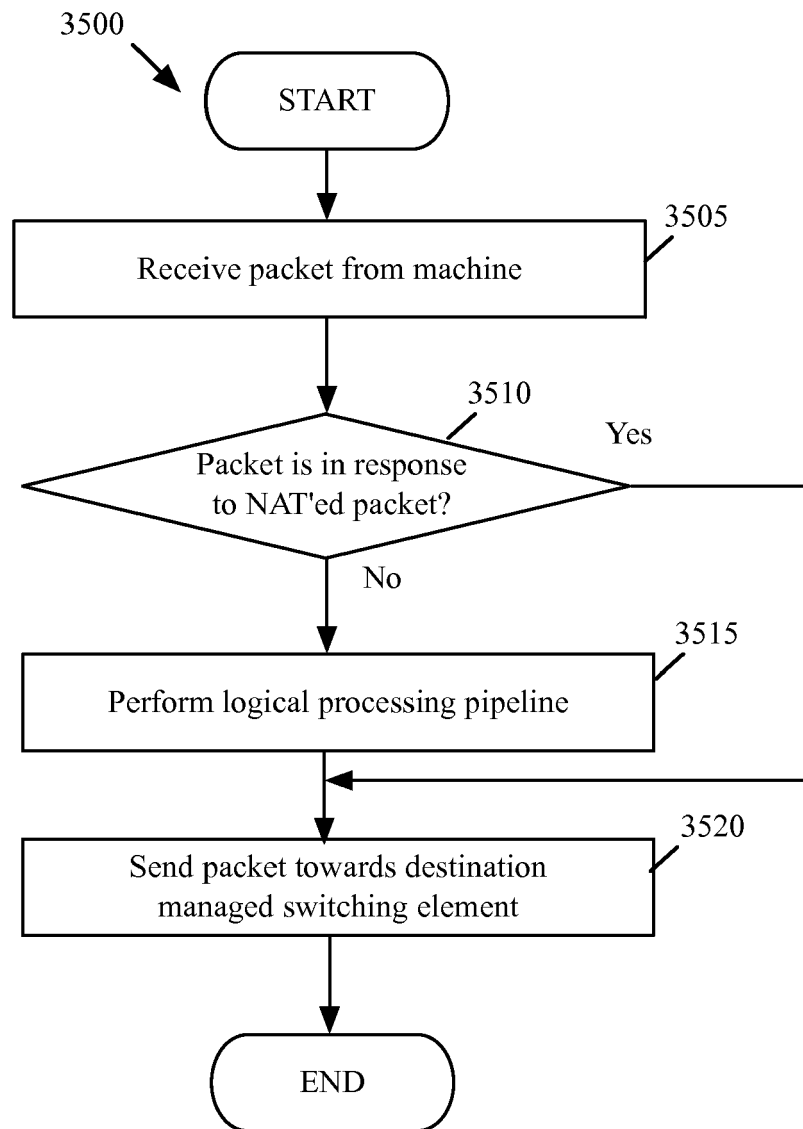 3500
START
3505
Receive packet from machine
3510
Yes
Packet is in response
to NAT'ed packet?
No
3515
Perform logical processing pipeline
3520
Send packet towards destination
managed switching element
END